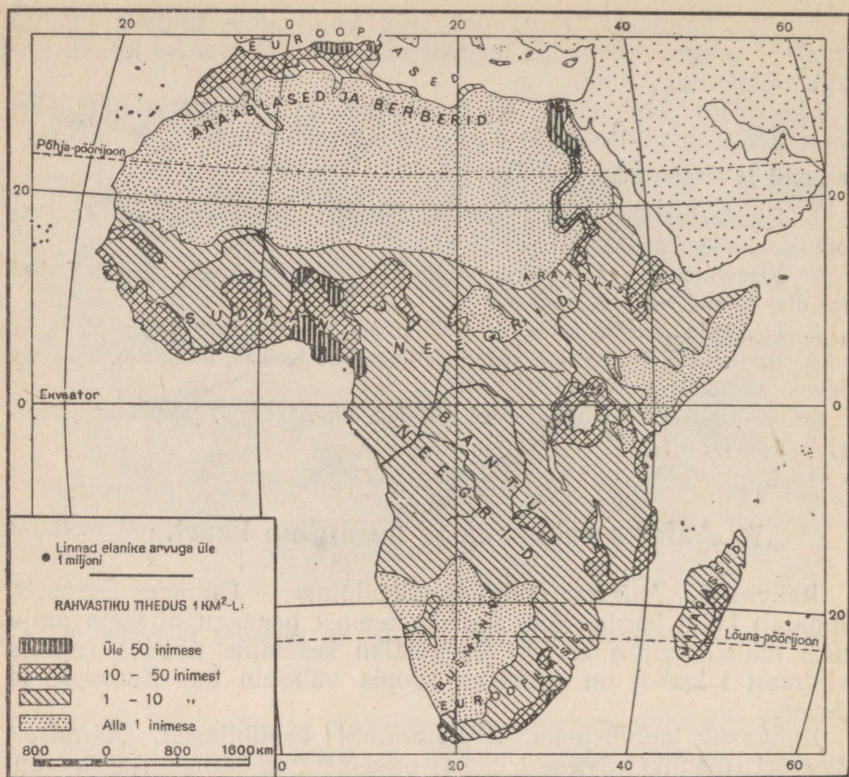 20 0 20 40 60
EUROOPLASED
ARAABLASED JA BERBERID
Põhja-pöörijoon
20 20
ARAABLASED
SUDAANI
NEEGRID
Ekvaator
0 0
BANTU
NEEGRID
MALAGASSID
20
Lõuna-pöörijoon
BUSMANID
EUROOPLASED
Linnad elanike arvuga üle
1 miljoni
RAHVASTIKU TIHEDUS 1 KM²-L:
Üle 50 inimese
50 inimest
1 - 10 "
Alla 1 inimese
800 0 800 1600 KM
0 20 40 60